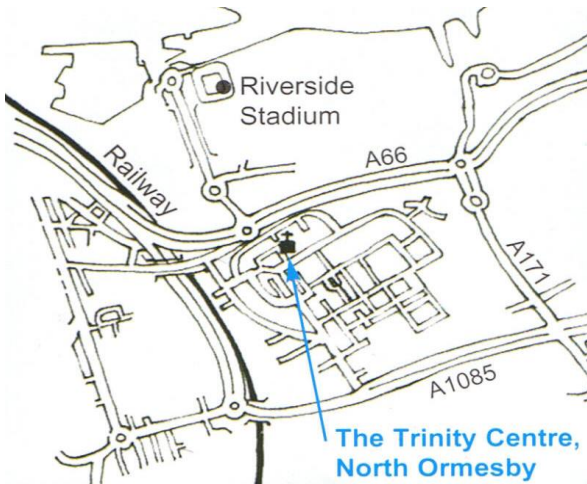 Riverside
Stadium
Railway
A66
A171
A1085
The Trinity Centre,
North Ormesby